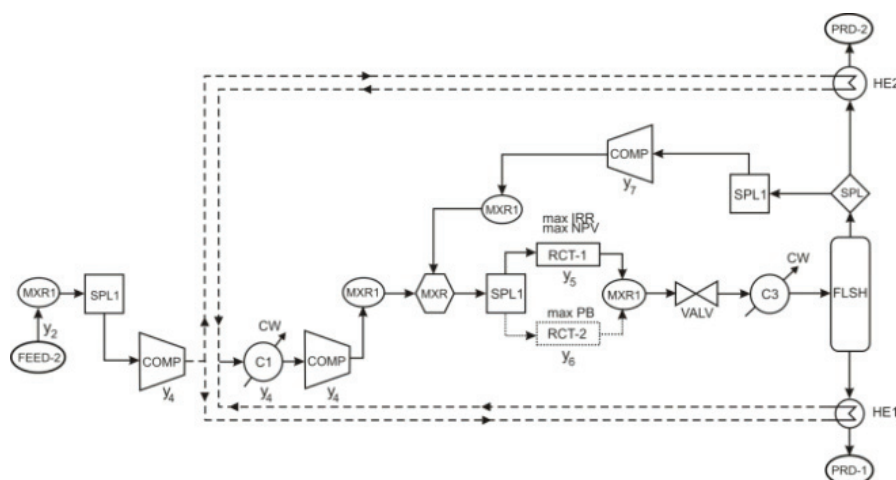 PRD-2
HE2
COMP
y7
SPL1
SPL
MXR1
max IRR
max NPV
RCT-1
y5
CW
MXR1
SPL1
MXR1
MXR
SPL1
MXR1
VALV
C3
FLSH
max PB
RCT-2
y6
y2
FEED-2
COMP
y4
CW
C1
y4
COMP
y4
HE1
PRD-1